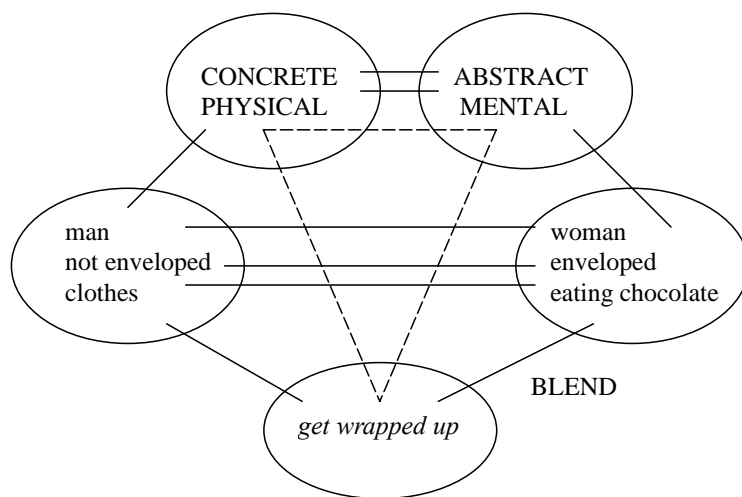 CONCRETE
PHYSICAL
ABSTRACT
MENTAL
man
not enveloped
clothes
woman
enveloped
eating chocolate
BLEND
get wrapped up